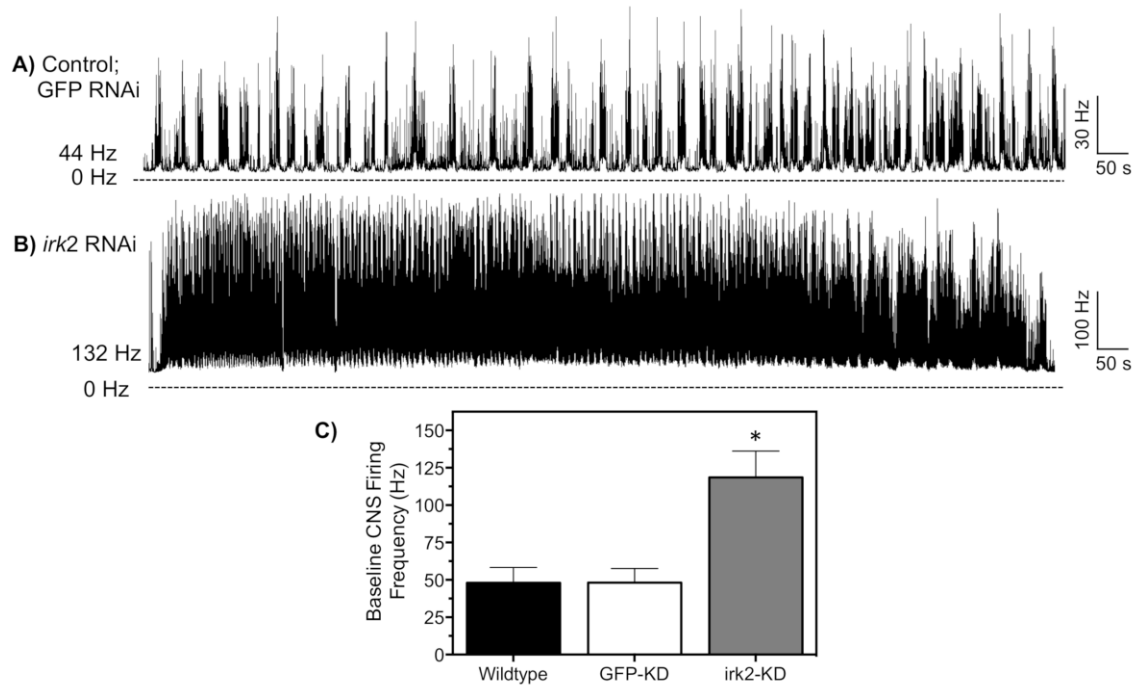 A) Control;
GFP RNAi
44 Hz
0 Hz
30 Hz
50 s
B) irk2 RNAi
132 Hz
0 Hz
100 Hz
50 s
C)
Baseline CNS Firing
Frequency (Hz)
150
125
100
75
50
25
0
*
Wildtype GFP-KD irk2-KD